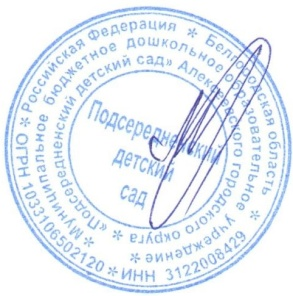 * Российская Федерация * Белгородская область * ИНН 3122008429 * ОГРН 1033106502120
* Муниципальное бюджетное дошкольное образовательное учреждение *
«Подсередненский детский сад» Алексеевского городского округа
Подсередненский
детский
сад